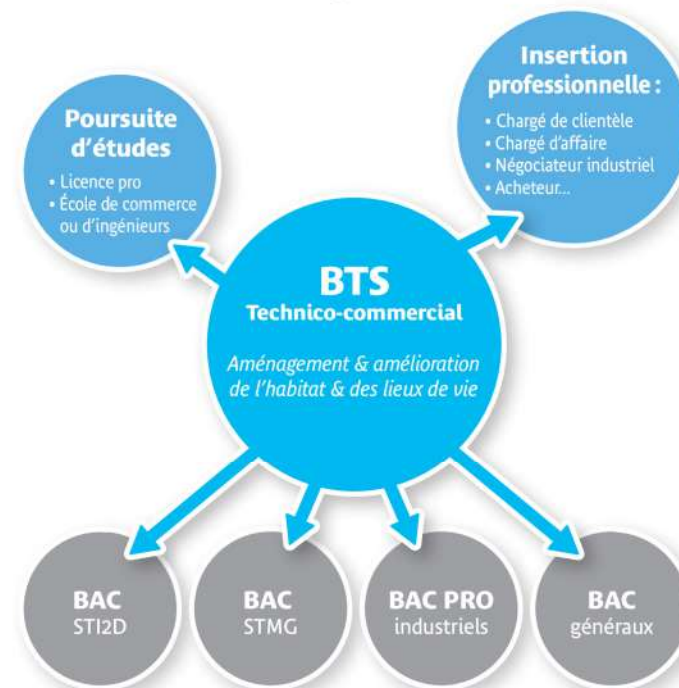 Poursuite
d'études
• Licence pro
• École de commerce
ou d'ingénieurs
Insertion
professionnelle :
• Chargé de clientèle
• Chargé d'affaire
• Négociateur industriel
• Acheteur...
BTS
Technico-commercial
Aménagement & amélioration
de l'habitat & des lieux de vie
BAC
STI2D
BAC
STMG
BAC PRO
industriels
BAC
généraux